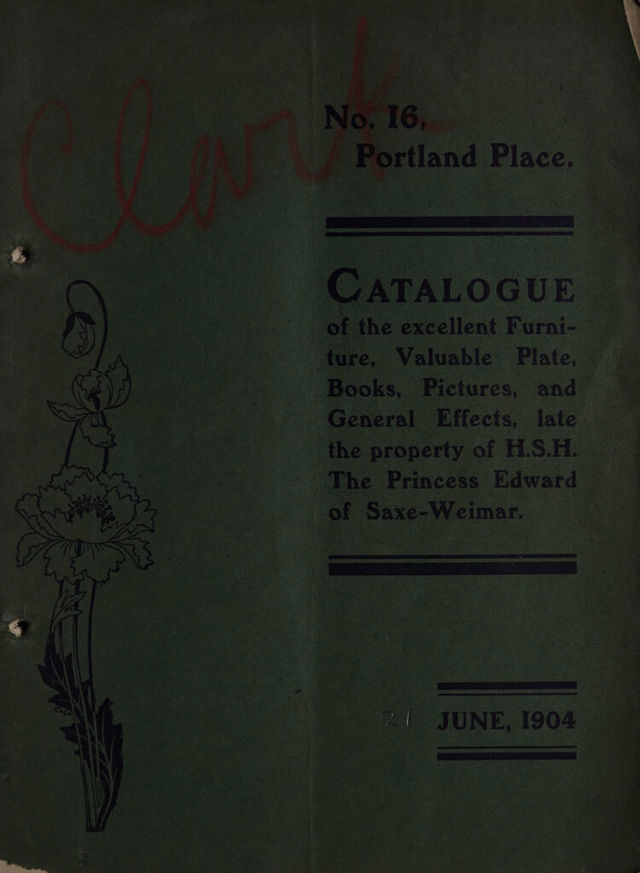 Clark
No. 16,
Portland Place.
CATALOGUE
of the excellent Furni-
ture, Valuable Plate,
Books, Pictures, and
General Effects, late
the property of H.S.H.
The Princess Edward
of Saxe-Weimar.
21 JUNE, 1904